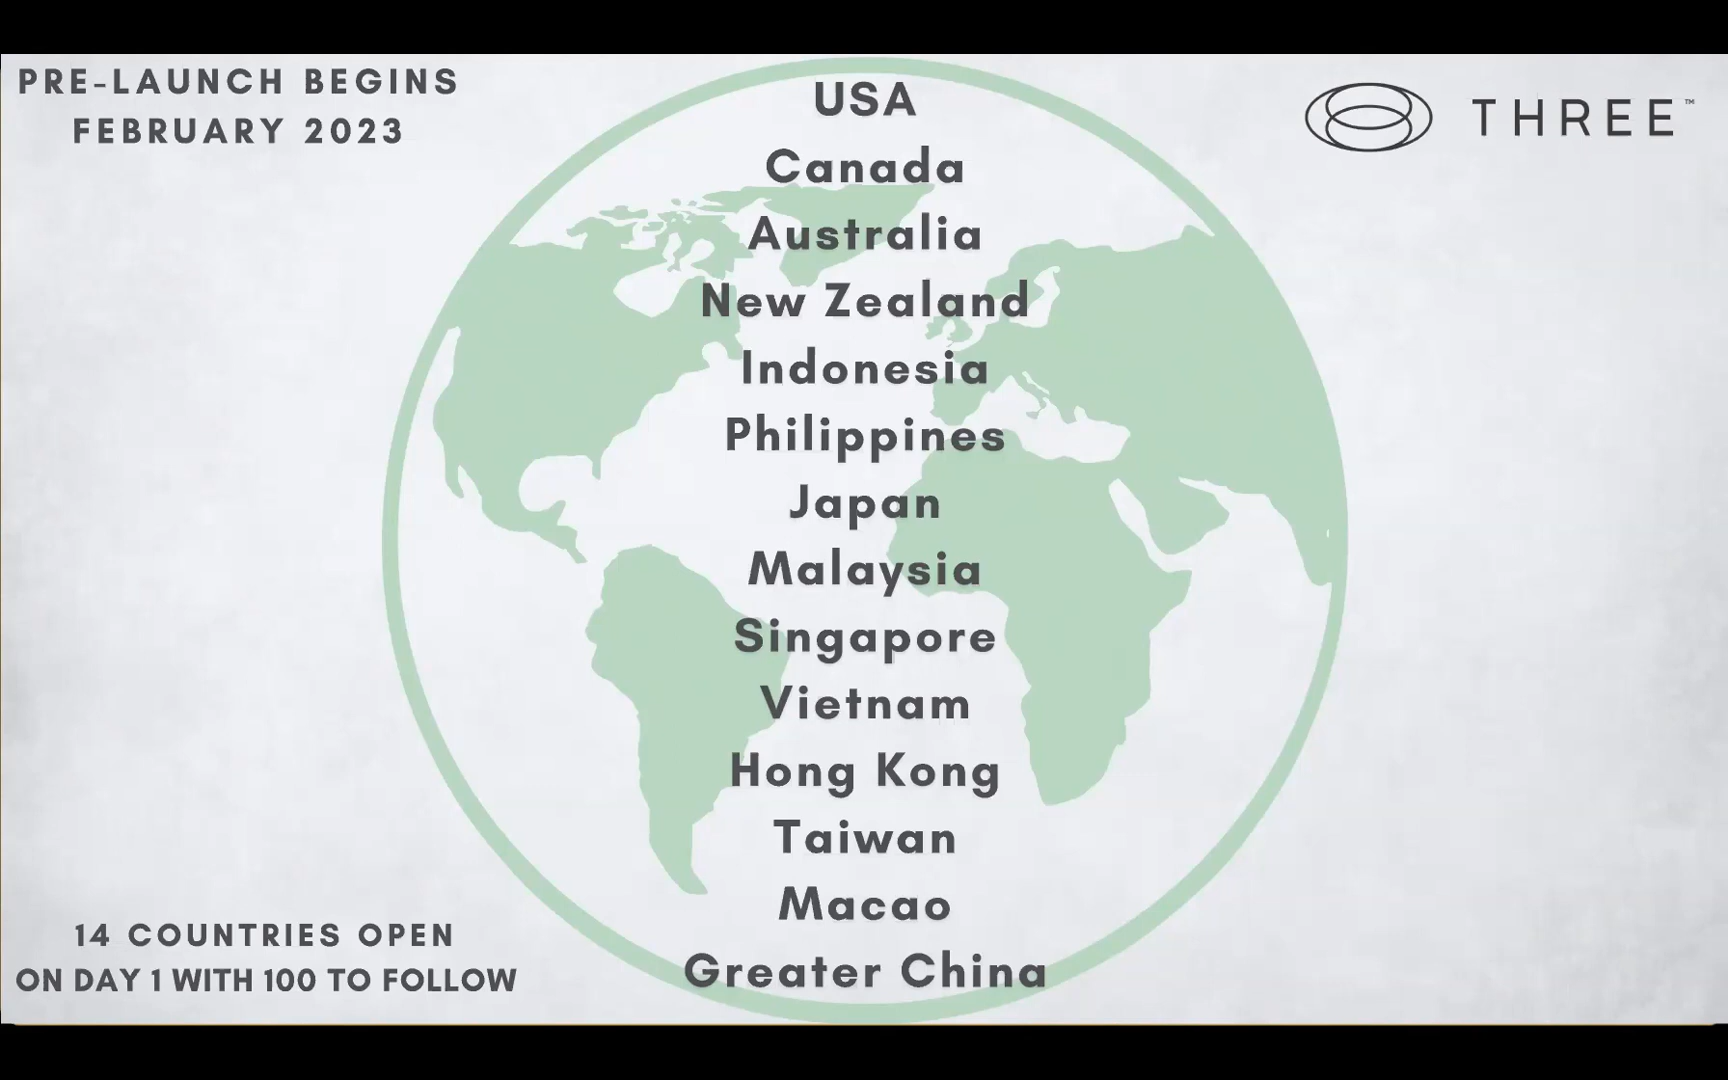 PRE-LAUNCH BEGINS
FEBRUARY 2023
THREE™
USA
Canada
Australia
New Zealand
Indonesia
Philippines
Japan
Malaysia
Singapore
Vietnam
Hong Kong
Taiwan
Macao
Greater China
14 COUNTRIES OPEN
ON DAY 1 WITH 100 TO FOLLOW